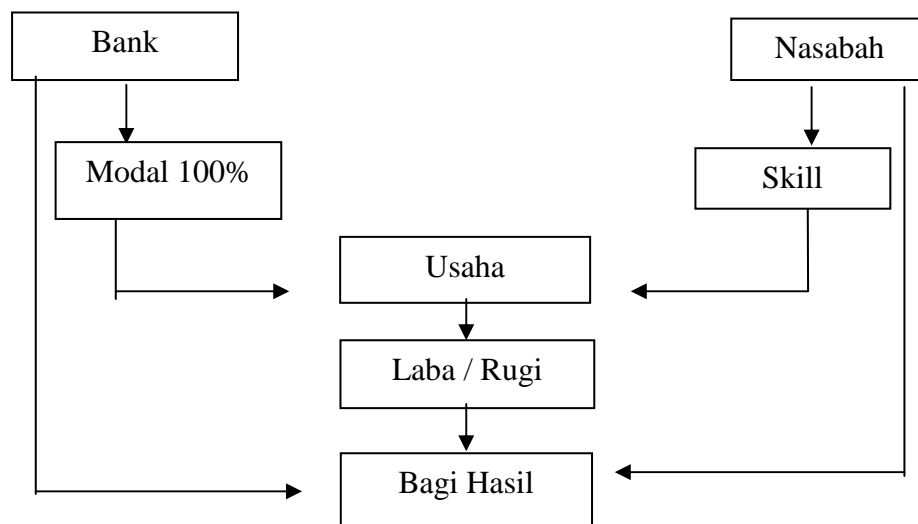 Bank
Nasabah
Modal 100%
Skill
Usaha
Laba / Rugi
Bagi Hasil